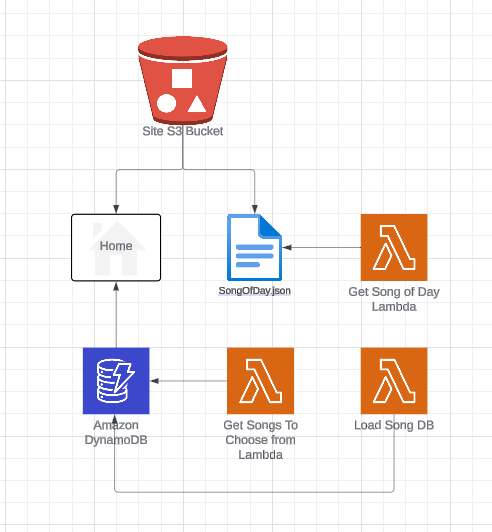 Site S3 Bucket
Home
SongOfDay.json
Get Song of Day
Lambda
Amazon
DynamoDB
Get Songs To
Choose from
Lambda
Load Song DB